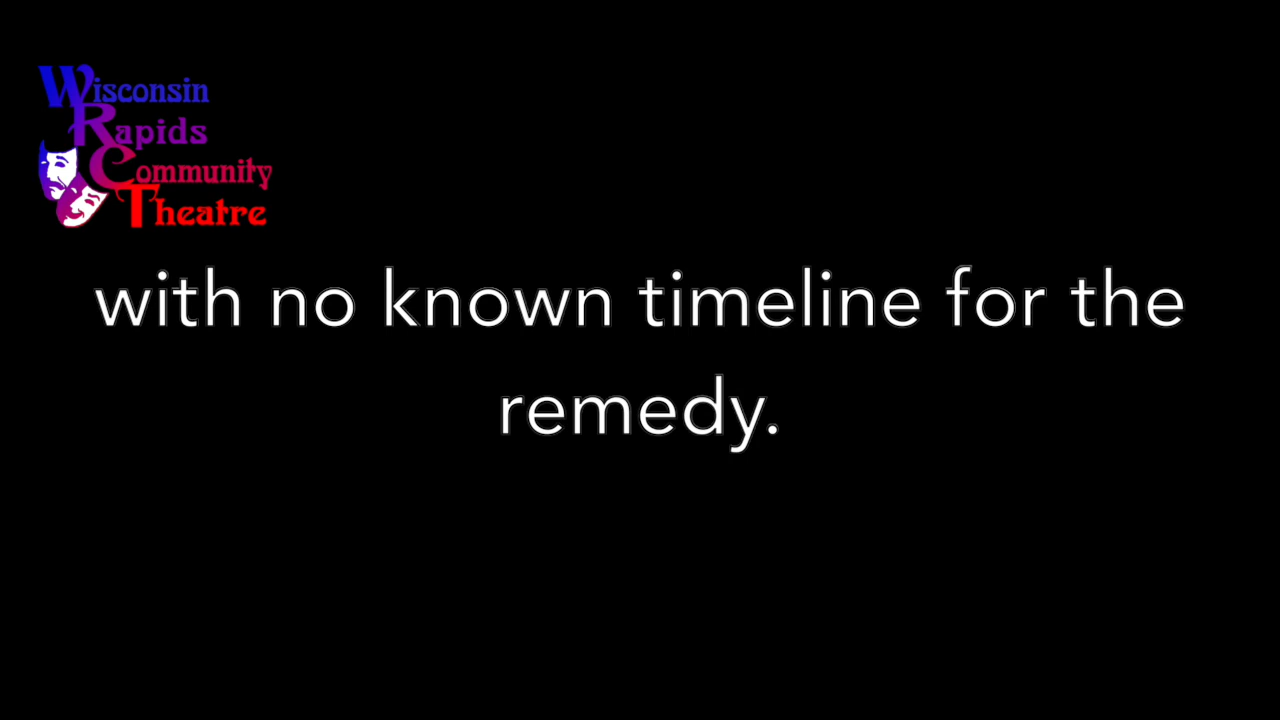 Wisconsin
Rapids
Community
Theatre
with no known timeline for the
remedy.